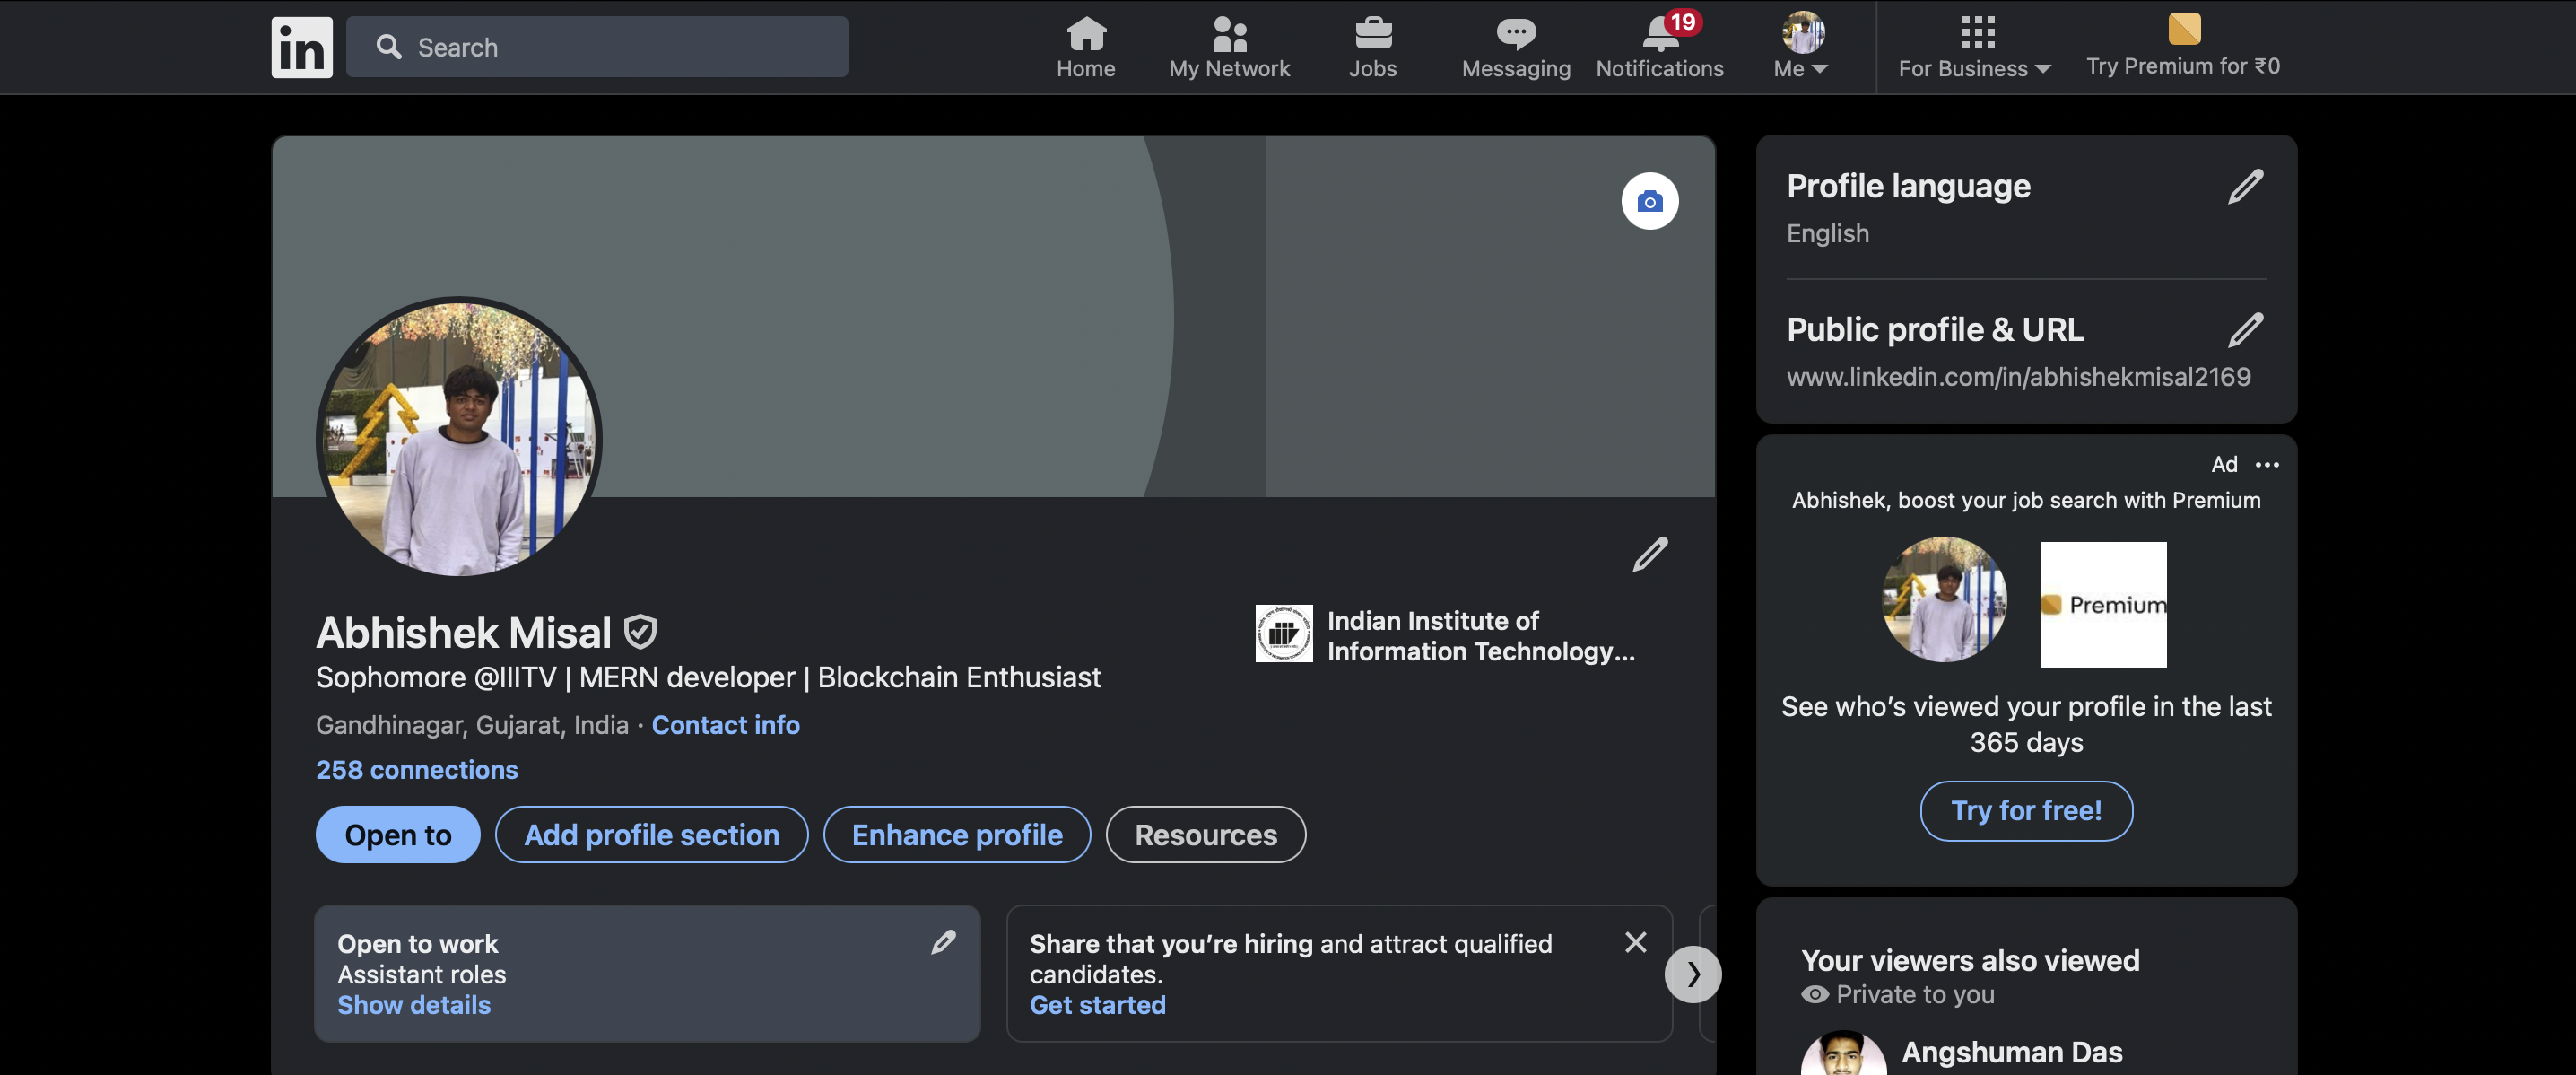 in
Search
Home
My Network
Jobs
Messaging
19
Notifications
Me
For Business
Try Premium for ₹0
Abhishek Misal
Sophomore @IIITV | MERN developer | Blockchain Enthusiast
Gandhinagar, Gujarat, India · Contact info
258 connections
Indian Institute of
Information Technology...
Open to
Add profile section
Enhance profile
Resources
Open to work
Assistant roles
Show details
Share that you’re hiring and attract qualified
candidates.
Get started
Profile language
English
Public profile & URL
www.linkedin.com/in/abhishekmisal2169
Ad
Abhishek, boost your job search with Premium
Premium
See who’s viewed your profile in the last
365 days
Try for free!
Your viewers also viewed
Private to you
Angshuman Das